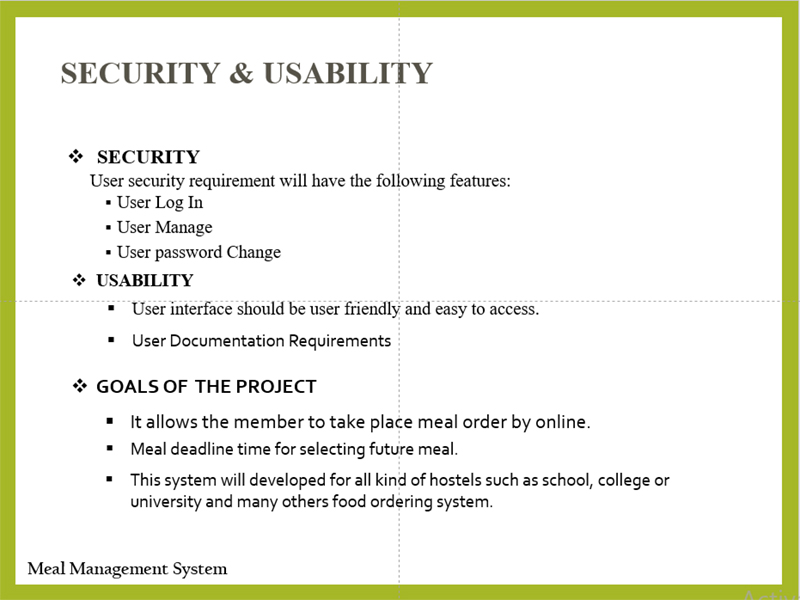 SECURITY & USABILITY
❖ SECURITY
User security requirement will have the following features:
▪ User Log In
▪ User Manage
▪ User password Change
❖ USABILITY
▪ User interface should be user friendly and easy to access.
▪ User Documentation Requirements
❖ GOALS OF THE PROJECT
▪ It allows the member to take place meal order by online.
▪ Meal deadline time for selecting future meal.
▪ This system will developed for all kind of hostels such as school, college or
university and many others food ordering system.
Meal Management System